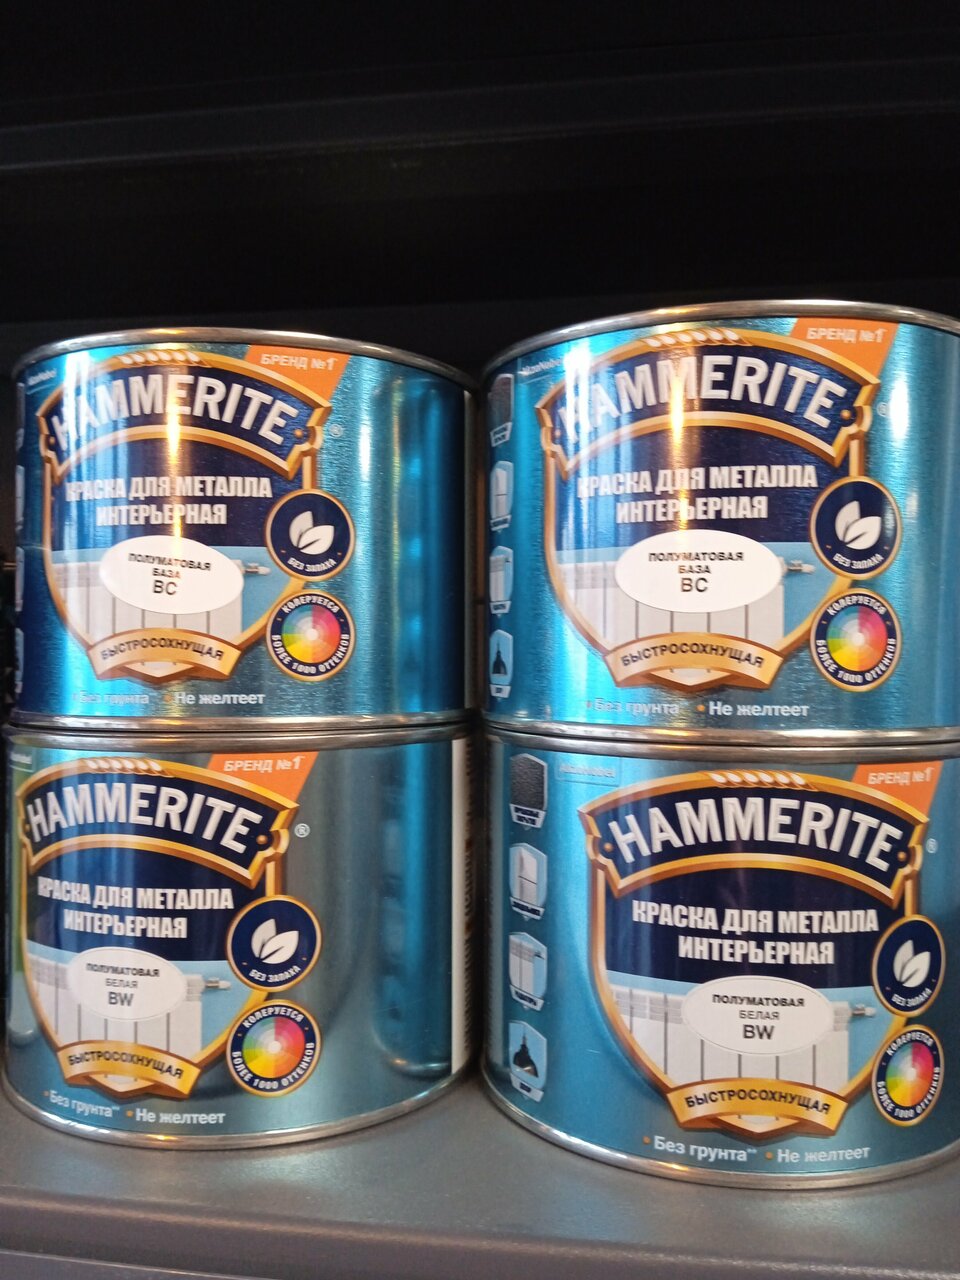 AkzoNobel
БРЕНД №1
HAMMERITE
®
КРАСКА ДЛЯ МЕТАЛЛА
ИНТЕРЬЕРНАЯ
БЕЗ ЗАПАХА
ПОЛУМАТОВАЯ
БАЗА
BC
КОЛЕРУЕТСЯ
БОЛЕЕ 1000 ОТТЕНКОВ
БЫСТРОСОХНУЩАЯ
Без грунта
Не желтеет
AkzoNobel
БРЕНД №1
HAMMERITE
®
КРАСКА ДЛЯ МЕТАЛЛА
ИНТЕРЬЕРНАЯ
БЕЗ ЗАПАХА
ПОЛУМАТОВАЯ
БАЗА
BC
КОЛЕРУЕТСЯ
БОЛЕЕ 1000 ОТТЕНКОВ
БЫСТРОСОХНУЩАЯ
• Без грунта • Не желтеет
БРЕНД №1
HAMMERITE
®
КРАСКА ДЛЯ МЕТАЛЛА
ИНТЕРЬЕРНАЯ
БЕЗ ЗАПАХА
ПОЛУМАТОВАЯ
БЕЛАЯ
BW
КОЛЕРУЕТСЯ
БОЛЕЕ 1000 ОТТЕНКОВ
БЫСТРОСОХНУЩАЯ
• Без грунта** • Не желтеет
AkzoNobel
БРЕНД №1
HAMMERITE
®
КРАСКА ДЛЯ МЕТАЛЛА
ИНТЕРЬЕРНАЯ
БЕЗ ЗАПАХА
ПОЛУМАТОВАЯ
БЕЛАЯ
BW
КОЛЕРУЕТСЯ
БОЛЕЕ 1000 ОТТЕНКОВ
БЫСТРОСОХНУЩАЯ
• Без грунта** • Не желтеет